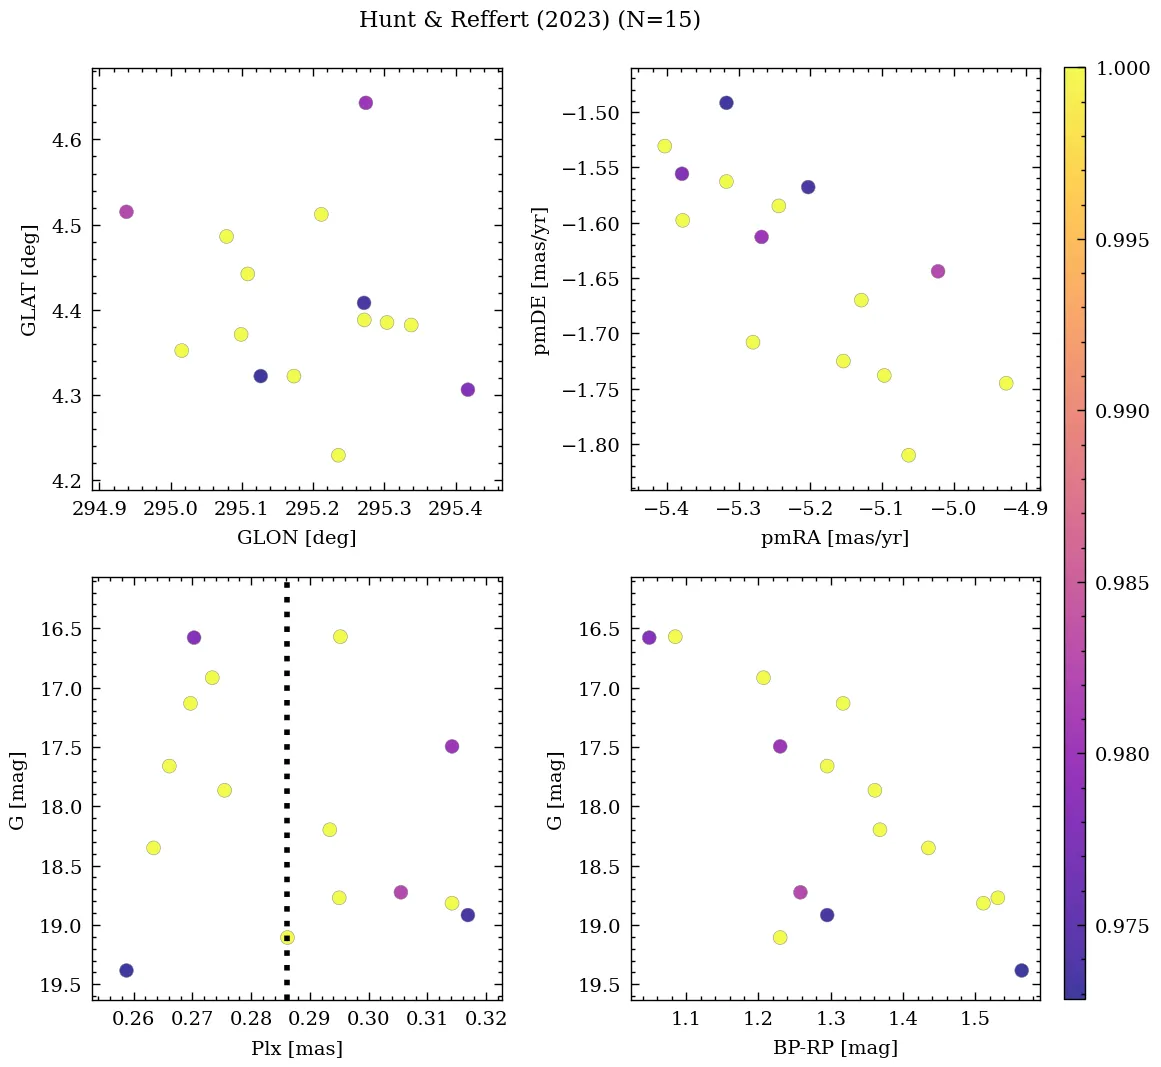 Hunt & Reffert (2023) (N=15)
GLAT [deg]
4.6
4.5
4.4
4.3
4.2
294.9 295.0 295.1 295.2 295.3 295.4
GLON [deg]
pmDE [mas/yr]
−1.50
−1.55
−1.60
−1.65
−1.70
−1.75
−1.80
−5.4 −5.3 −5.2 −5.1 −5.0 −4.9
pmRA [mas/yr]
1.000
0.995
0.990
0.985
0.980
0.975
G [mag]
16.5
17.0
17.5
18.0
18.5
19.0
19.5
0.26 0.27 0.28 0.29 0.30 0.31 0.32
Plx [mas]
G [mag]
16.5
17.0
17.5
18.0
18.5
19.0
19.5
1.1 1.2 1.3 1.4 1.5
BP-RP [mag]